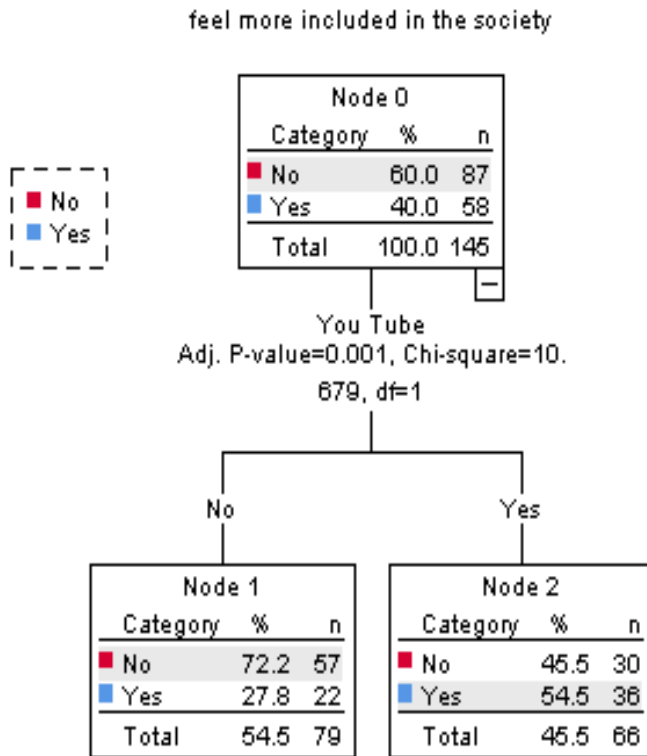 feel more included in the society
No
Yes
Node 0
Category % n
No 60.0 87
Yes 40.0 58
Total 100.0 145
You Tube
Adj. P-value=0.001, Chi-square=10.
679, df=1
No
Yes
Node 1
Category % n
No 72.2 57
Yes 27.8 22
Total 54.5 79
Node 2
Category % n
No 45.5 30
Yes 54.5 36
Total 45.5 66